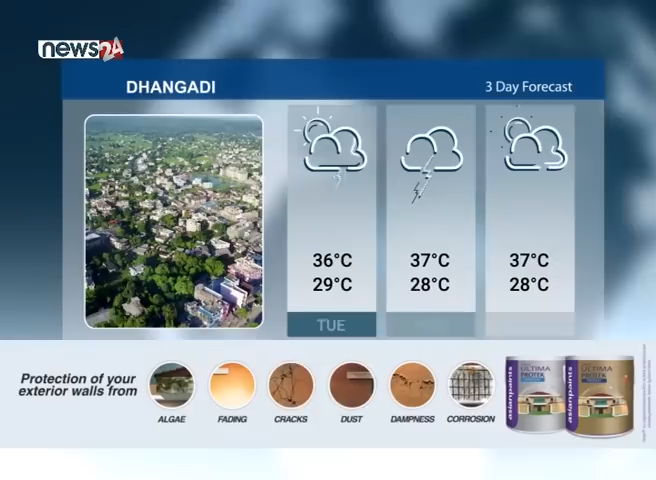 news24
DHANGADI
3 Day Forecast
36°C
29°C
37°C
28°C
37°C
28°C
TUE
Protection of your
exterior walls from
ALGAE
FADING
CRACKS
DUST
DAMPNESS
CORROSION
asianpaints
ULTIMA
PROTEK
asianpaints
ULTIMA
PROTEK